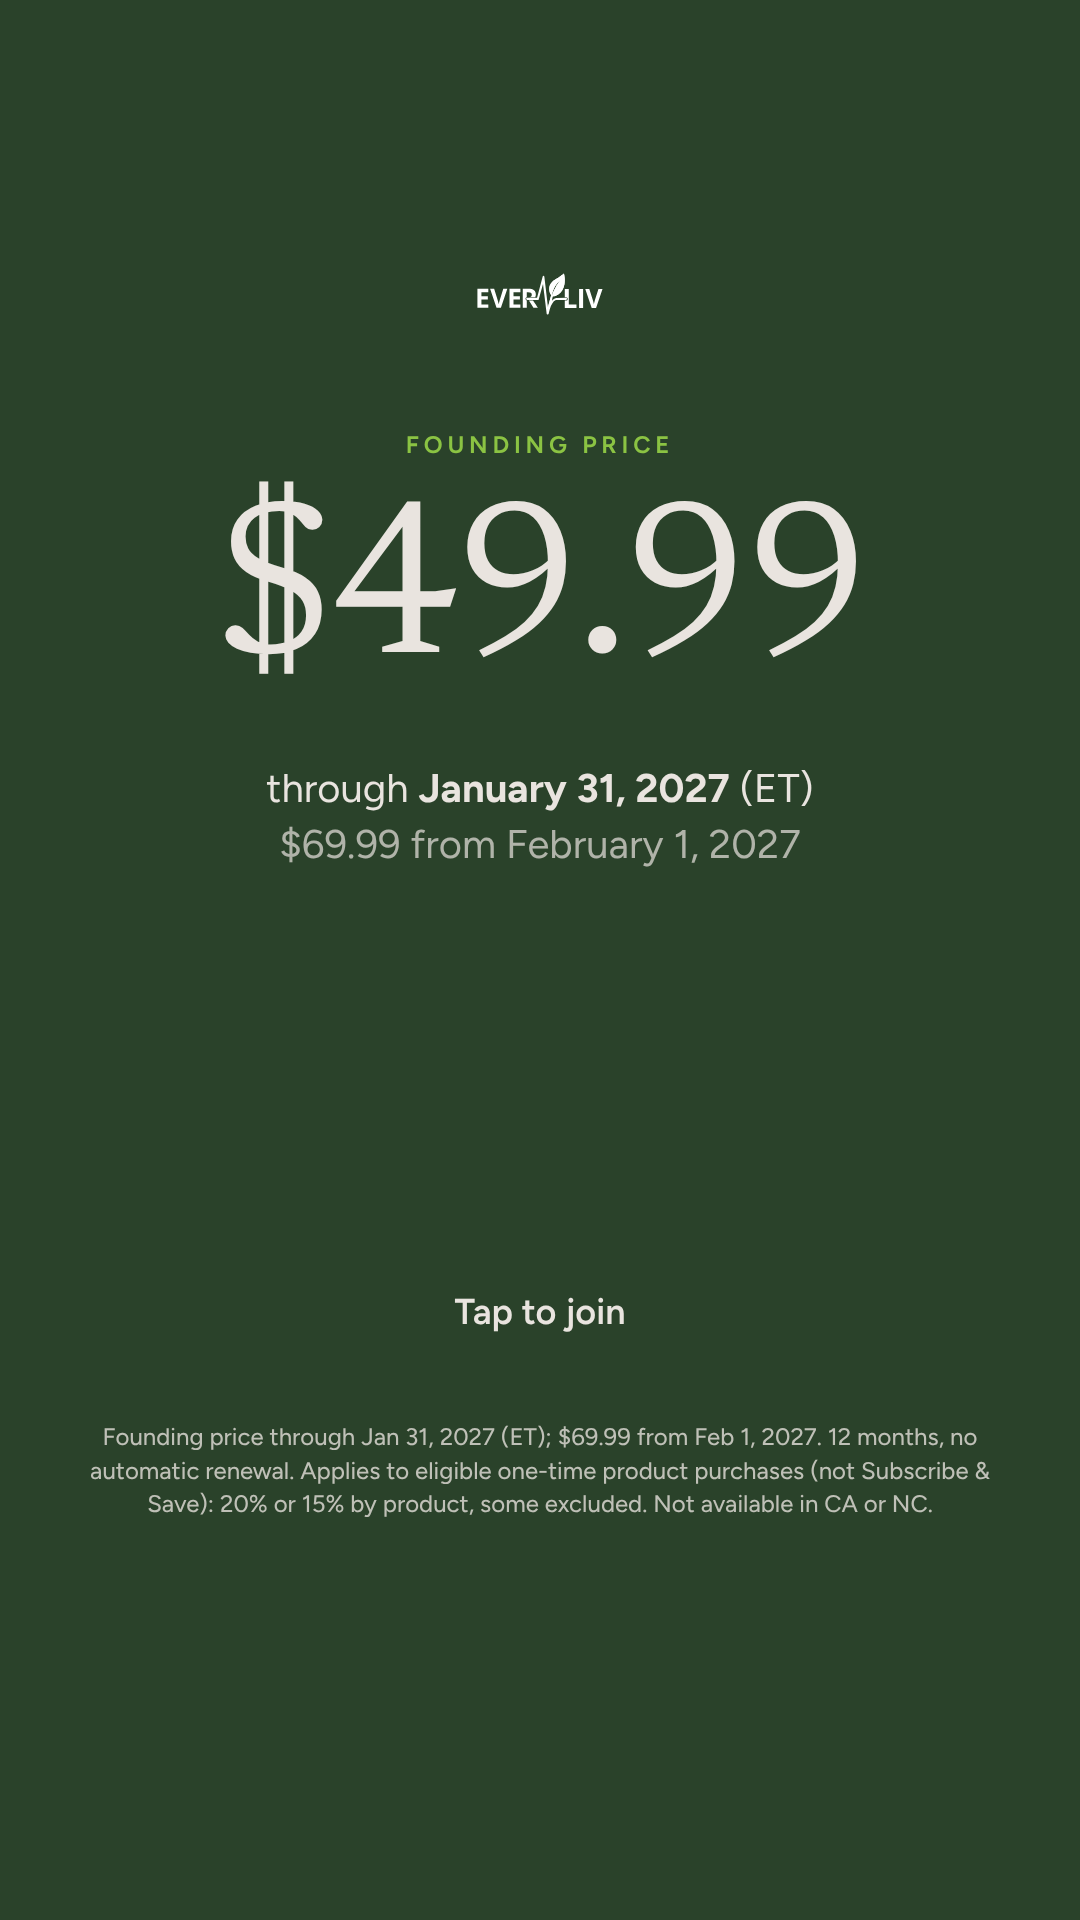 EVERLIV
FOUNDING PRICE
$49.99
through January 31, 2027 (ET)
$69.99 from February 1, 2027
Tap to join
Founding price through Jan 31, 2027 (ET); $69.99 from Feb 1, 2027. 12 months, no
automatic renewal. Applies to eligible one-time product purchases (not Subscribe &
Save): 20% or 15% by product, some excluded. Not available in CA or NC.